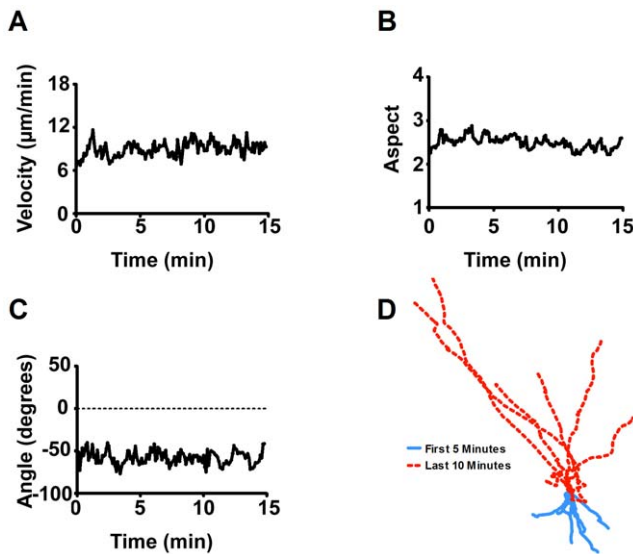 A
Velocity (µm/min)
18
12
6
0
0 5 10 15
Time (min)
B
Aspect
4
3
2
1
0 5 10 15
Time (min)
C
Angle (degrees)
50
0
-50
-100
0 5 10 15
Time (min)
D
First 5 Minutes
Last 10 Minutes